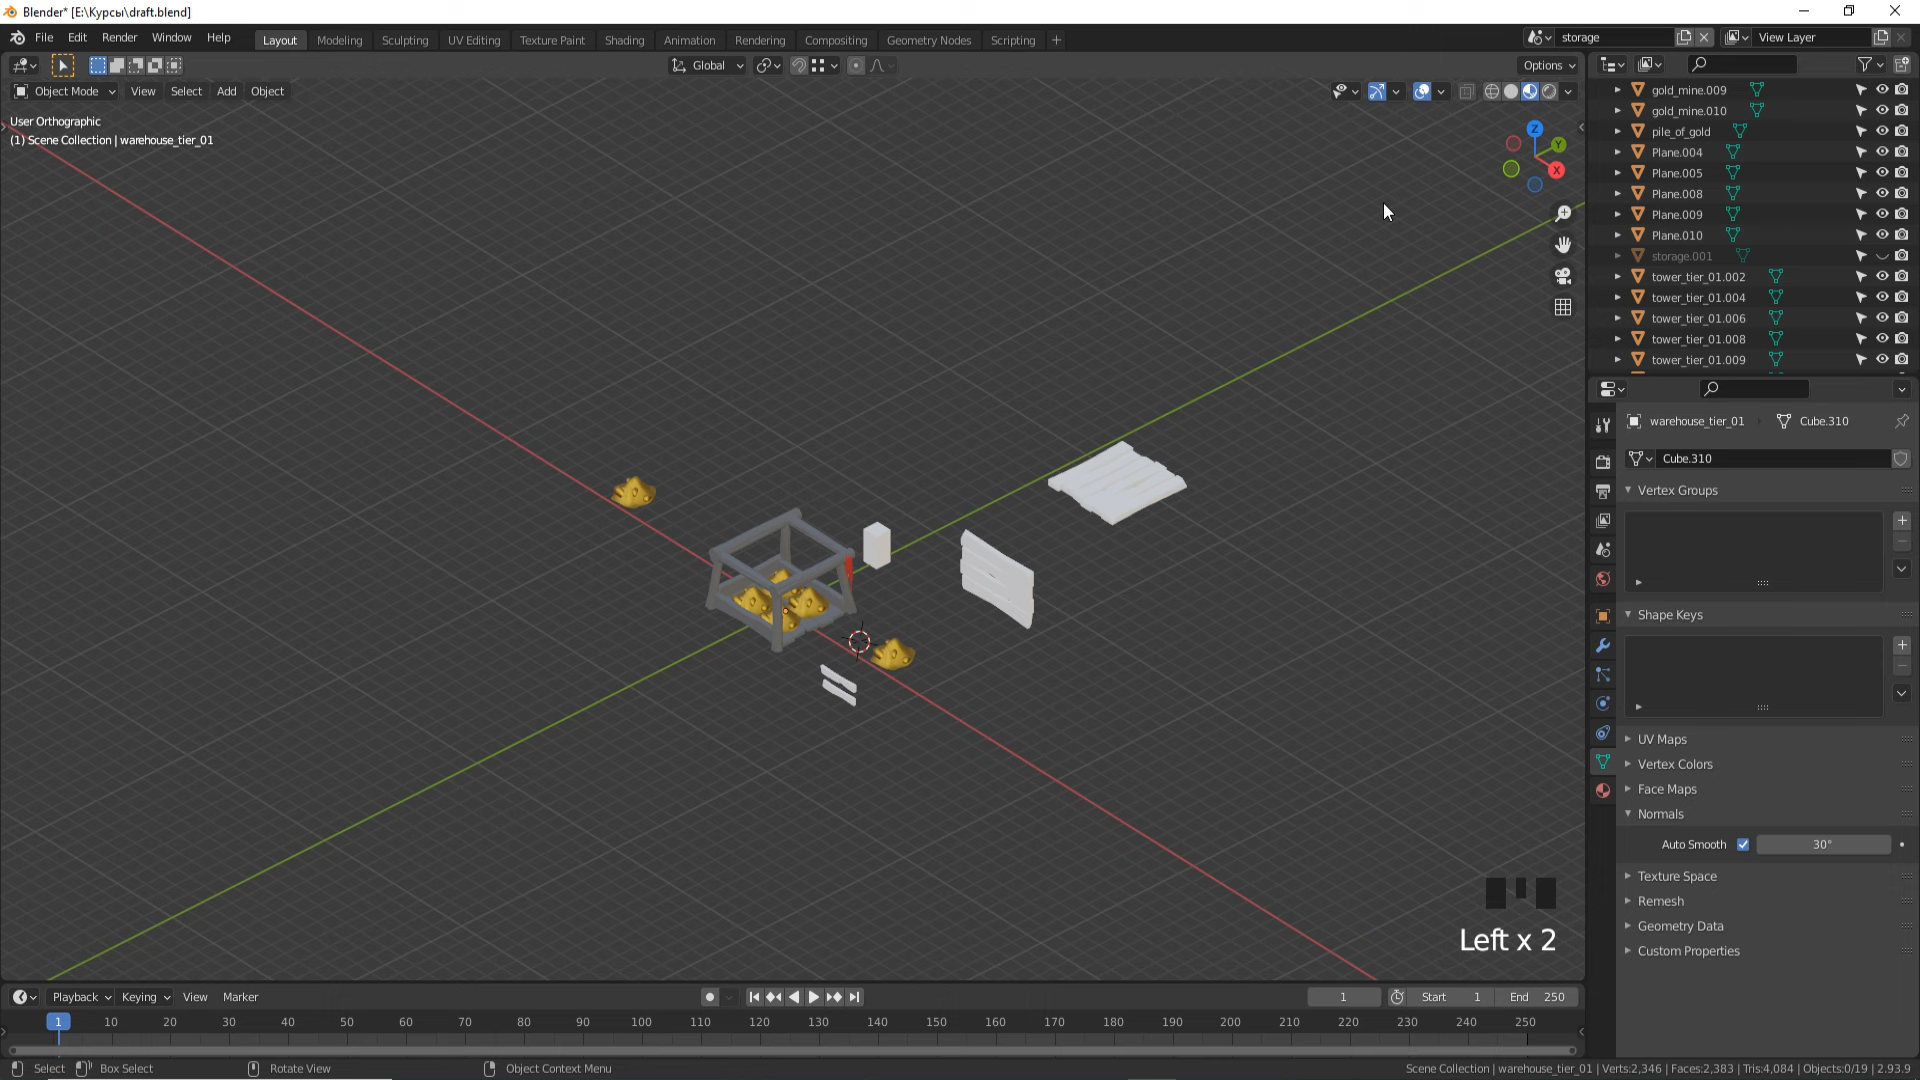 Blender* [E:\Курсы\draft.blend]
File Edit Render Window Help
Layout Modeling Sculpting UV Editing Texture Paint Shading Animation Rendering Compositing Geometry Nodes Scripting
storage
View Layer
Global
Options
Object Mode View Select Add Object
User Orthographic
(1) Scene Collection | warehouse_tier_01
Z
Y
X
gold_mine.009
gold_mine.010
pile_of_gold
Plane.004
Plane.005
Plane.008
Plane.009
Plane.010
storage.001
tower_tier_01.002
tower_tier_01.004
tower_tier_01.006
tower_tier_01.008
tower_tier_01.009
warehouse_tier_01 Cube.310
Cube.310
Vertex Groups
Shape Keys
UV Maps
Vertex Colors
Face Maps
Normals
Auto Smooth 30°
Texture Space
Remesh
Geometry Data
Custom Properties
Left x 2
Playback Keying View Marker
1 Start 1 End 250
1 10 20 30 40 50 60 70 80 90 100 110 120 130 140 150 160 170 180 190 200 210 220 230 240 250
Select Box Select Rotate View Object Context Menu
Scene Collection | warehouse_tier_01 | Verts:2,346 | Faces:2,383 | Tris:4,084 | Objects:0/19 | 2.93.9